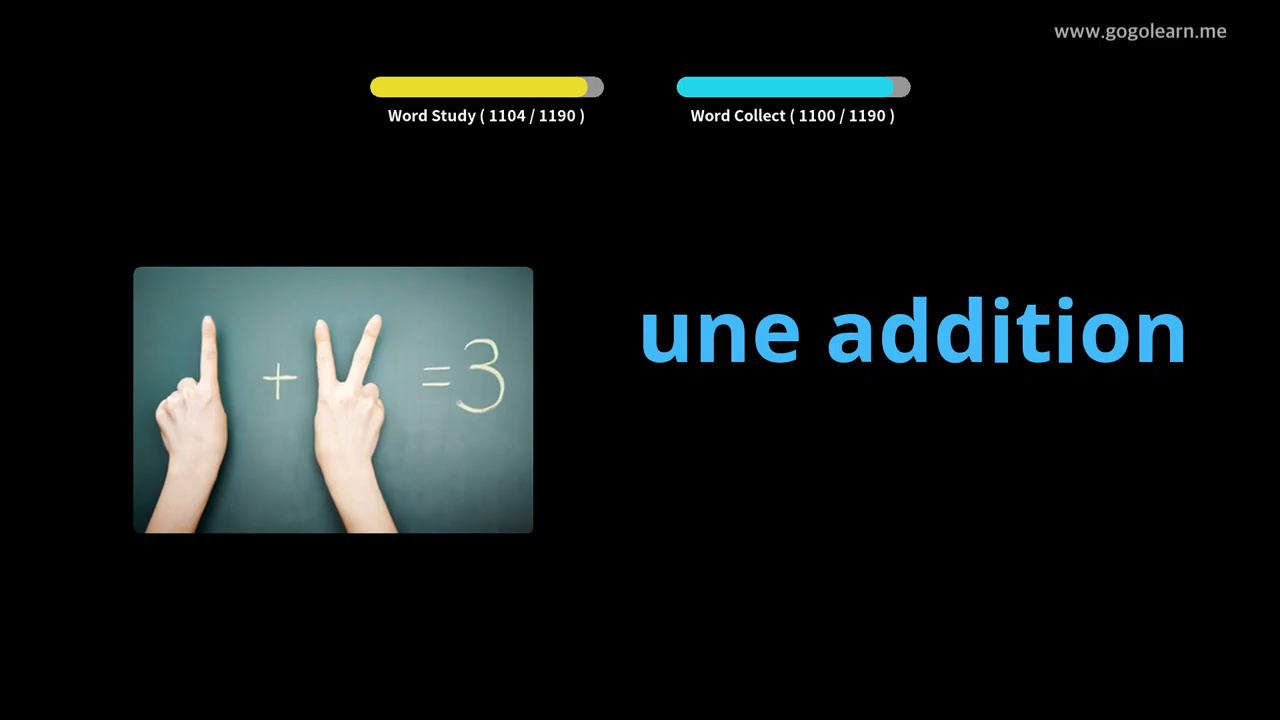 www.gogolearn.me
Word Study ( 1104 / 1190 )
Word Collect ( 1100 / 1190 )
+ = 3
une addition